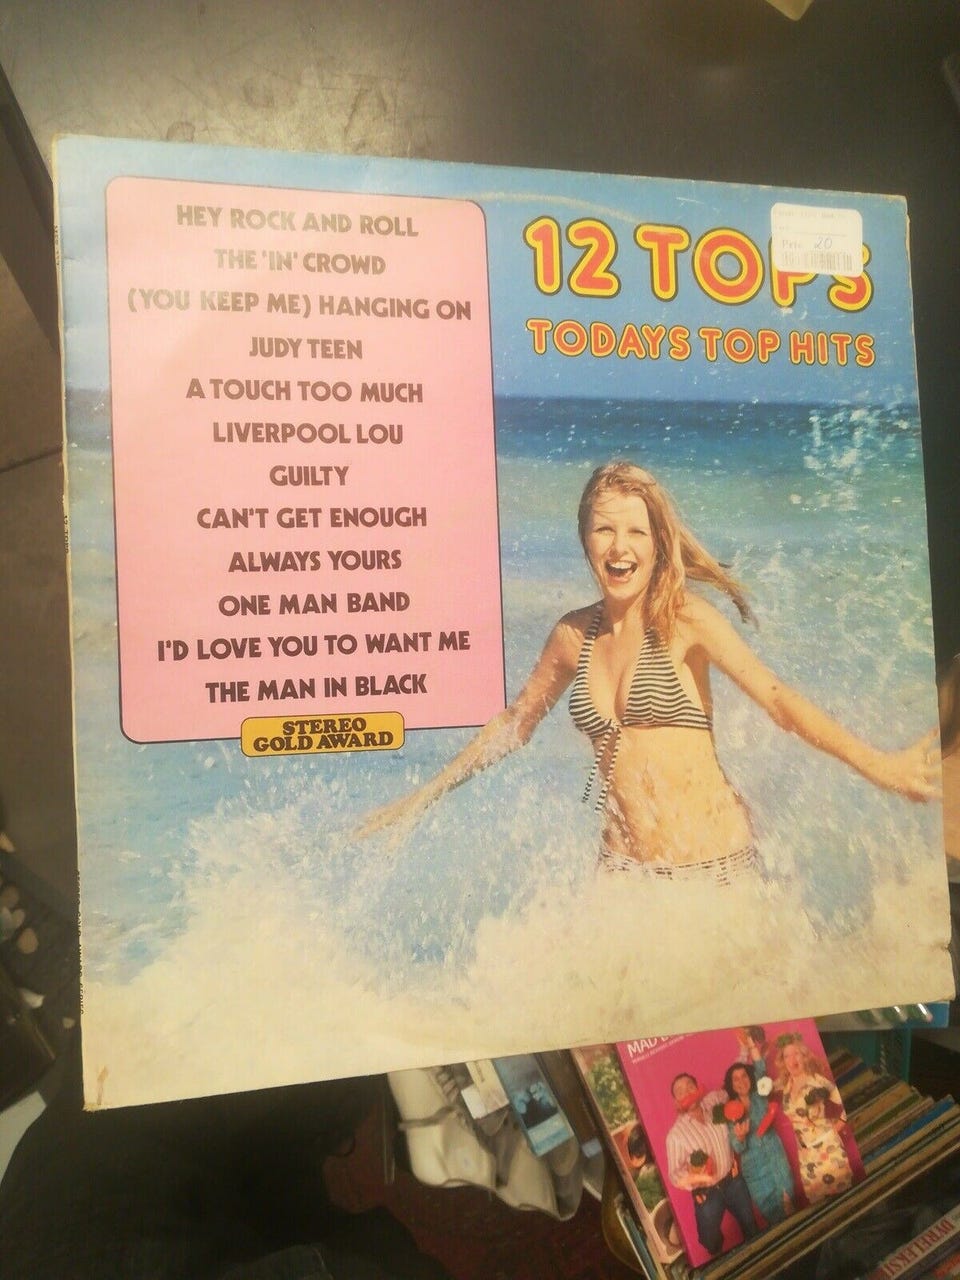 HEY ROCK AND ROLL
THE 'IN' CROWD
(YOU KEEP ME) HANGING ON
JUDY TEEN
A TOUCH TOO MUCH
LIVERPOOL LOU
GUILTY
CAN'T GET ENOUGH
ALWAYS YOURS
ONE MAN BAND
I'D LOVE YOU TO WANT ME
THE MAN IN BLACK
STEREO
GOLD AWARD
12 TOPS
TODAYS TOP HITS
20
MAD